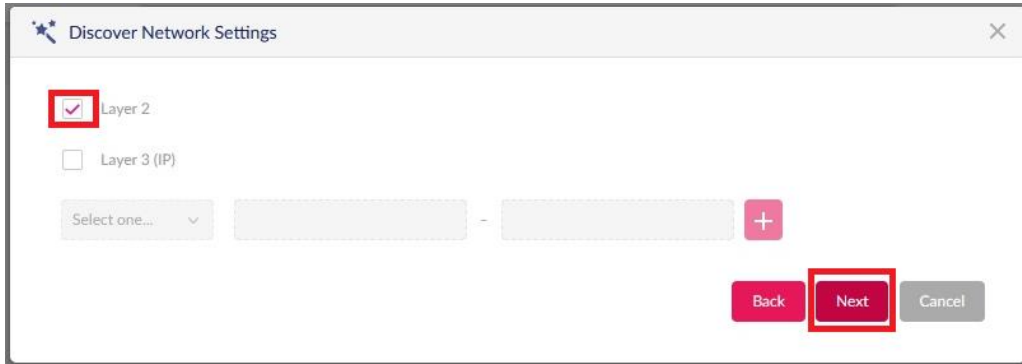 Discover Network Settings
Layer 2
Layer 3 (IP)
Select one... -
Back Next Cancel